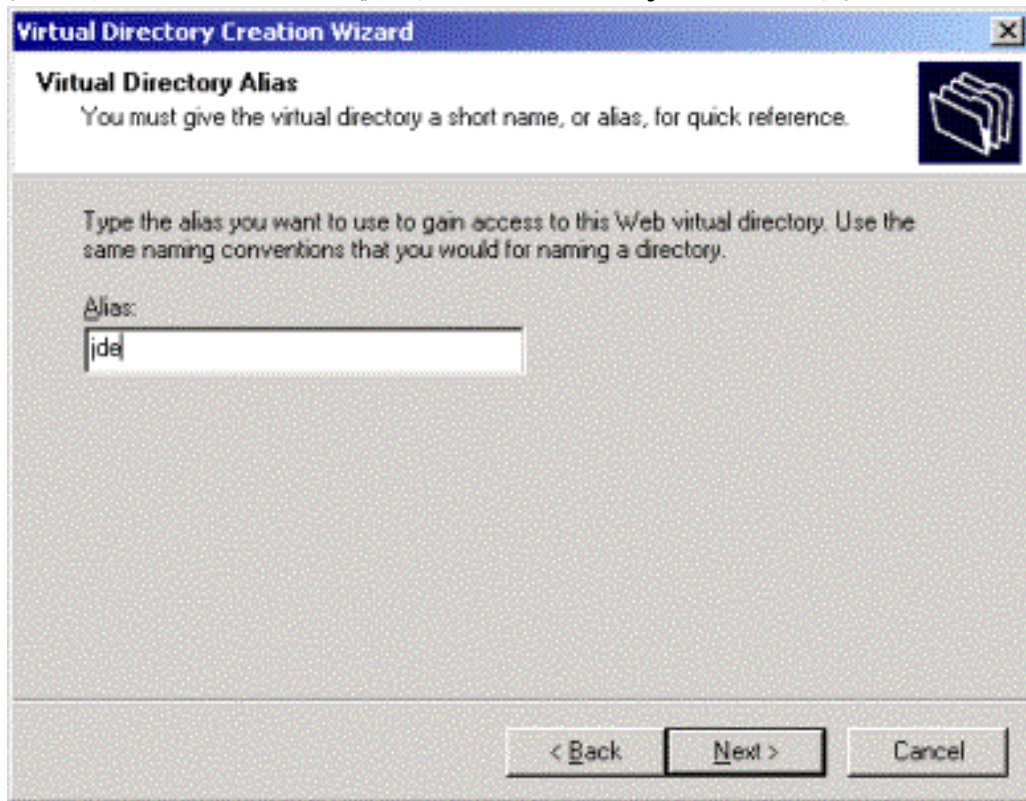 Virtual Directory Creation Wizard
Virtual Directory Alias
You must give the virtual directory a short name, or alias, for quick reference.
Type the alias you want to use to gain access to this Web virtual directory. Use the
same naming conventions that you would for naming a directory.
Alias:
jde
< Back Next > Cancel